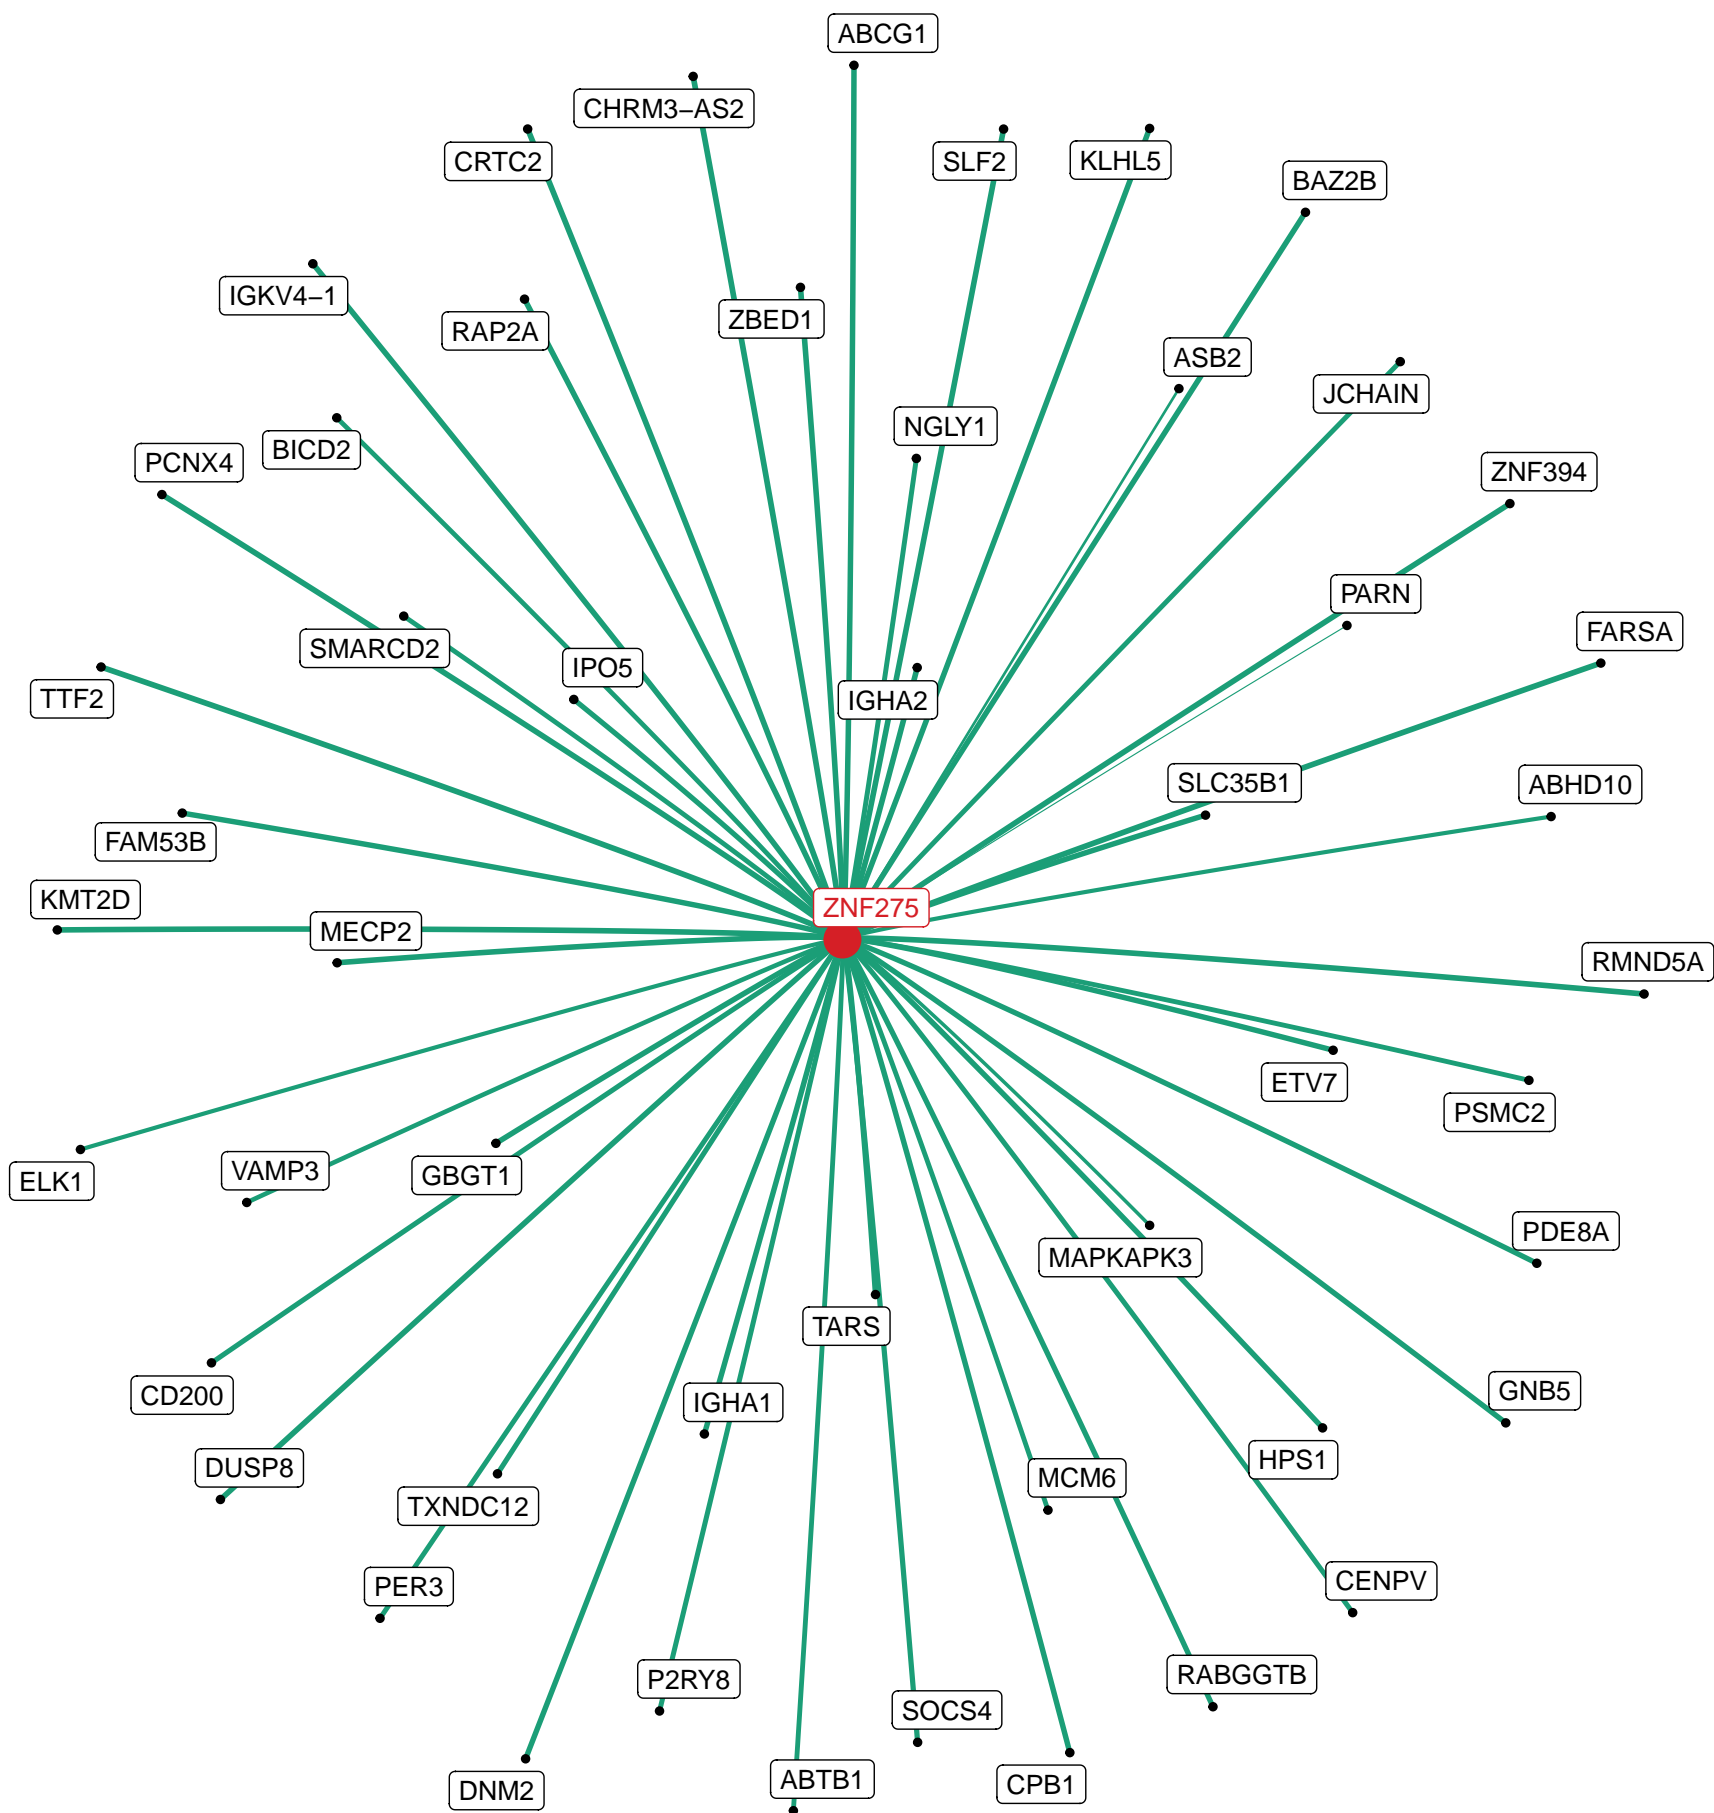 ABCG1
CHRM3−AS2
CRTC2
SLF2
KLHL5
BAZ2B
IGKV4−1
RAP2A
ZBED1
ASB2
JCHAIN
NGLY1
BICD2
PCNX4
ZNF394
PARN
FARSA
SMARCD2
IPO5
TTF2
IGHA2
SLC35B1
ABHD10
FAM53B
KMT2D
ZNF275
MECP2
RMND5A
ETV7
PSMC2
VAMP3
GBGT1
ELK1
PDE8A
MAPKAPK3
TARS
CD200
GNB5
IGHA1
HPS1
DUSP8
MCM6
TXNDC12
PER3
CENPV
RABGGTB
P2RY8
SOCS4
ABTB1
CPB1
DNM2